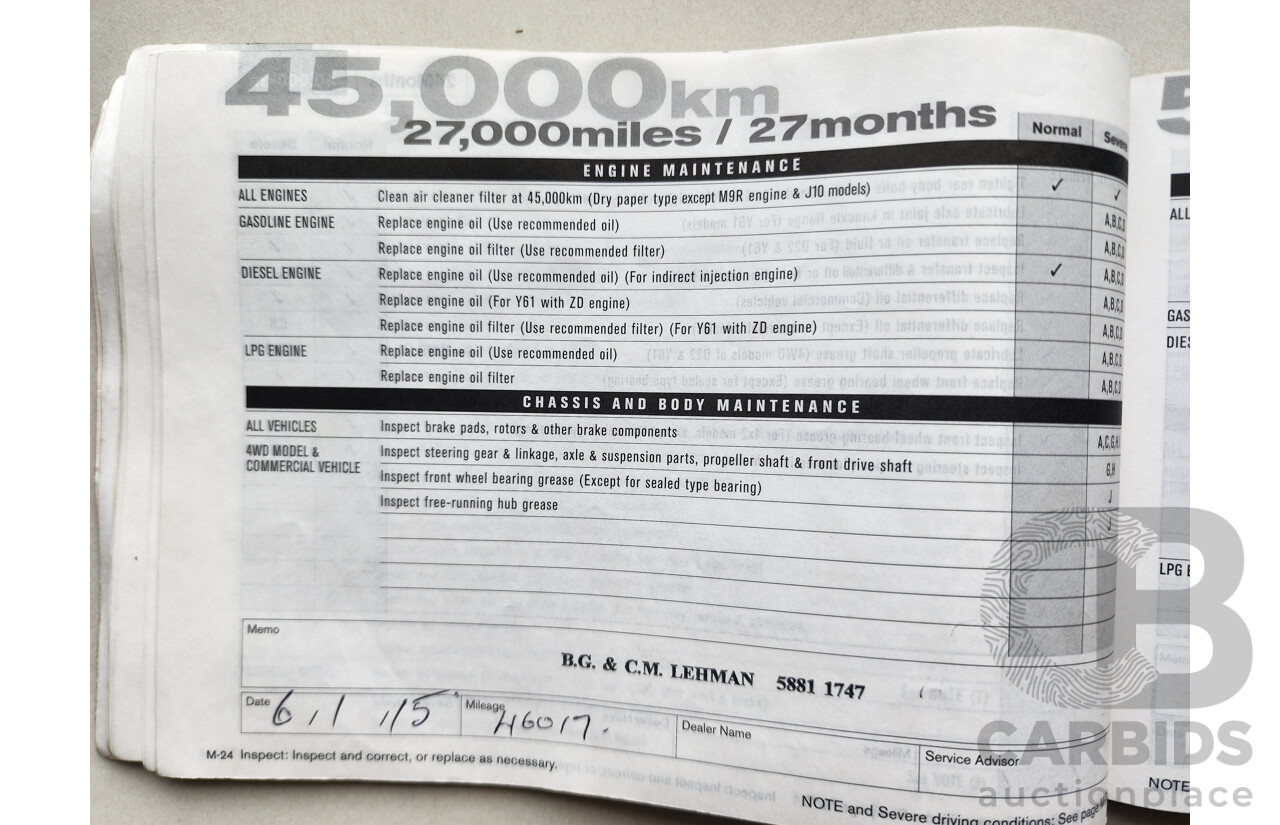 45,000km
27,000miles / 27months
Normal
ENGINE MAINTENANCE
ALL ENGINES Clean air cleaner filter at 45,000km (Dry paper type except M9R engine & J10 models) ✓ ✓
GASOLINE ENGINE Replace engine oil (Use recommended oil) A,B,C,D
Replace engine oil filter (Use recommended filter) A,B,C,D
DIESEL ENGINE Replace engine oil (Use recommended oil) (For indirect injection engine) ✓ A,B,C,D
Replace engine oil (For Y61 with ZD engine) A,B,C,D
Replace engine oil filter (Use recommended filter) (For Y61 with ZD engine) A,B,C,D
LPG ENGINE Replace engine oil (Use recommended oil) A,B,C,D
Replace engine oil filter A,B,C,D
CHASSIS AND BODY MAINTENANCE
ALL VEHICLES Inspect brake pads, rotors & other brake components A,C,G,H
4WD MODEL & Inspect steering gear & linkage, axle & suspension parts, propeller shaft & front drive shaft G,H
COMMERCIAL VEHICLE Inspect front wheel bearing grease (Except for sealed type bearing) J
Inspect free-running hub grease J
Memo
B.G. & C.M. LEHMAN 5881 1747
Date 6/1/15 Mileage 46017. Dealer Name
Service Advisor
M-24 Inspect: Inspect and correct, or replace as necessary.
NOTE and Severe driving conditions: See page
ALL
GAS
DIES
LPG
NOTE
CARBIDS
auctionplace